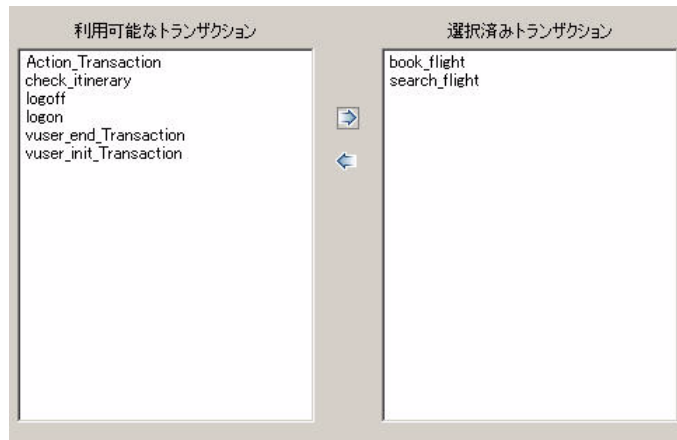 利用可能なトランザクション
Action_Transaction
check_itinerary
logoff
logon
vuser_end_Transaction
vuser_init_Transaction
選択済みトランザクション
book_flight
search_flight